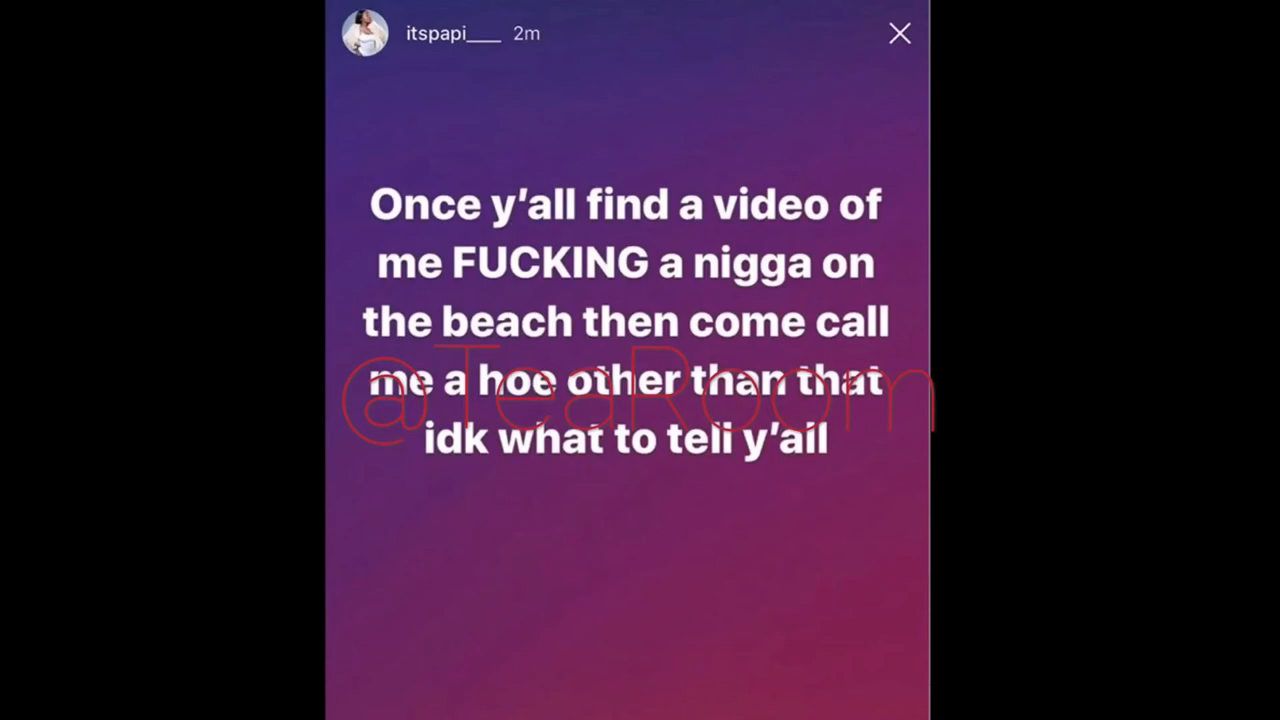 itspapi____ 2m
Once y'all find a video of
me FUCKING a nigga on
the beach then come call
me a hoe other than that
idk what to tell y'all
@TeaRoom